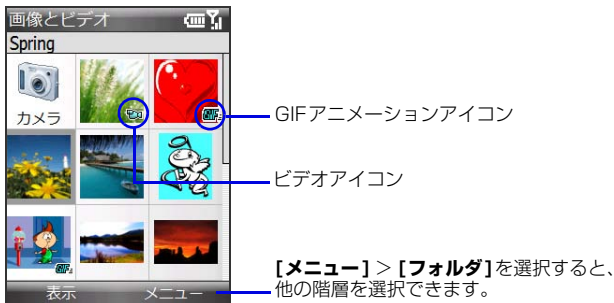 画像とビデオ
Spring
カメラ
GIF
GIFアニメーションアイコン
ビデオアイコン
GIF
[メニュー] > [フォルダ]を選択すると、
他の階層を選択できます。
表示 メニュー